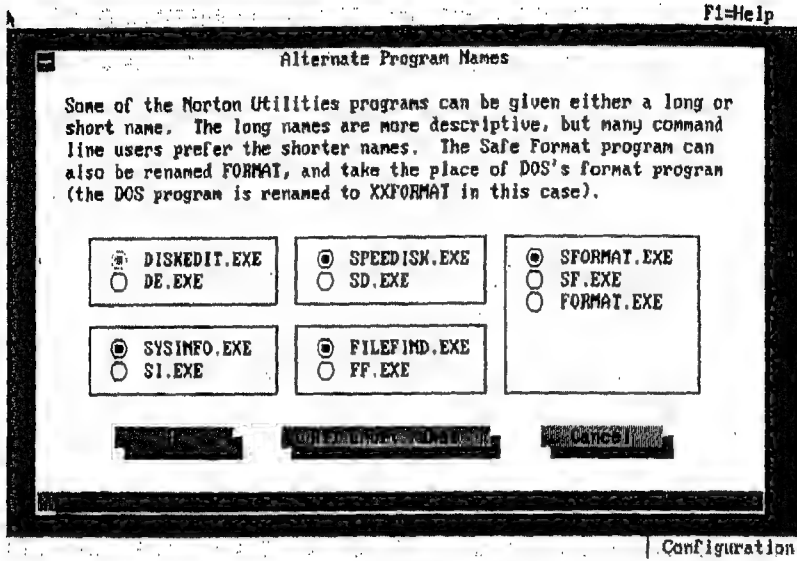 F1=Help
Alternate Program Names
Some of the Norton Utilities programs can be given either a long or
short name. The long names are more descriptive, but many command
line users prefer the shorter names. The Safe Format program can
also be renamed FORMAT, and take the place of DOS's format program
(the DOS program is renamed to XXFORMAT in this case).
DISKEDIT.EXE
DE.EXE
SPEEDISK.EXE
SD.EXE
SFORMAT.EXE
SF.EXE
FORMAT.EXE
SYSINFO.EXE
SI.EXE
FILEFIND.EXE
FF.EXE
Cancel
Configuration